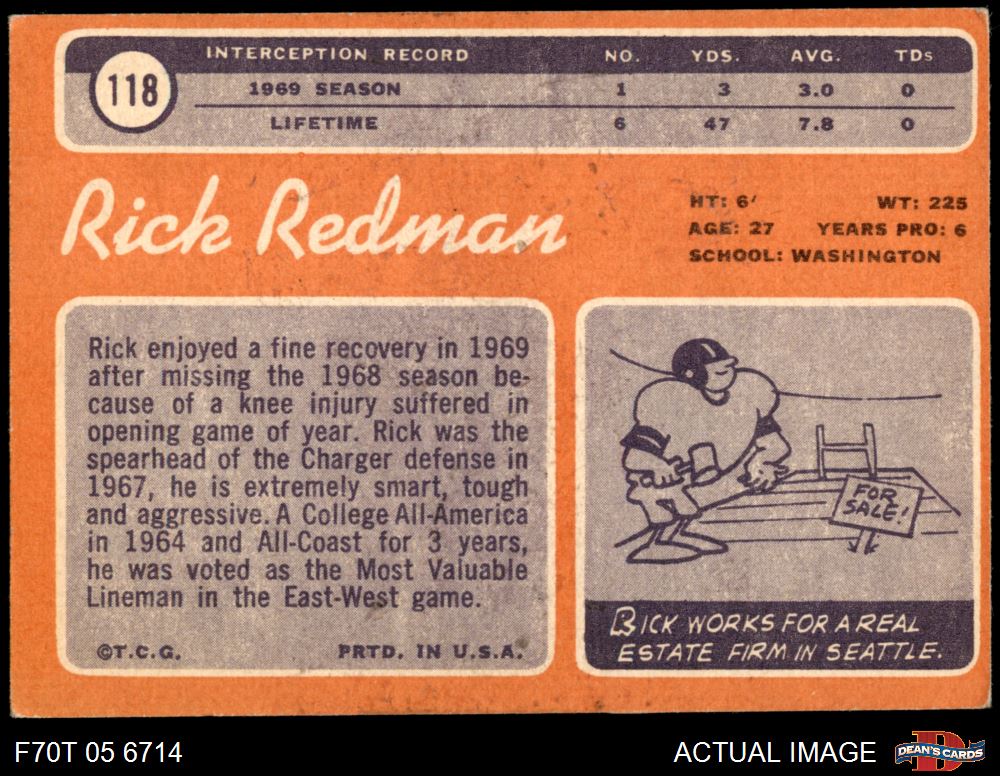 118
INTERCEPTION RECORD NO. YDS. AVG. TDs
1969 SEASON 1 3 3.0 0
LIFETIME 6 47 7.8 0
Rick Redman
HT: 6′ WT: 225
AGE: 27 YEARS PRO: 6
SCHOOL: WASHINGTON
Rick enjoyed a fine recovery in 1969
after missing the 1968 season be-
cause of a knee injury suffered in
opening game of year. Rick was the
spearhead of the Charger defense in
1967, he is extremely smart, tough
and aggressive. A College All-America
in 1964 and All-Coast for 3 years,
he was voted as the Most Valuable
Lineman in the East-West game.
©T.C.G. PRTD. IN U.S.A.
FOR
SALE!
RICK WORKS FOR A REAL
ESTATE FIRM IN SEATTLE.
F70T 05 6714
ACTUAL IMAGE
D
DEAN'S CARDS